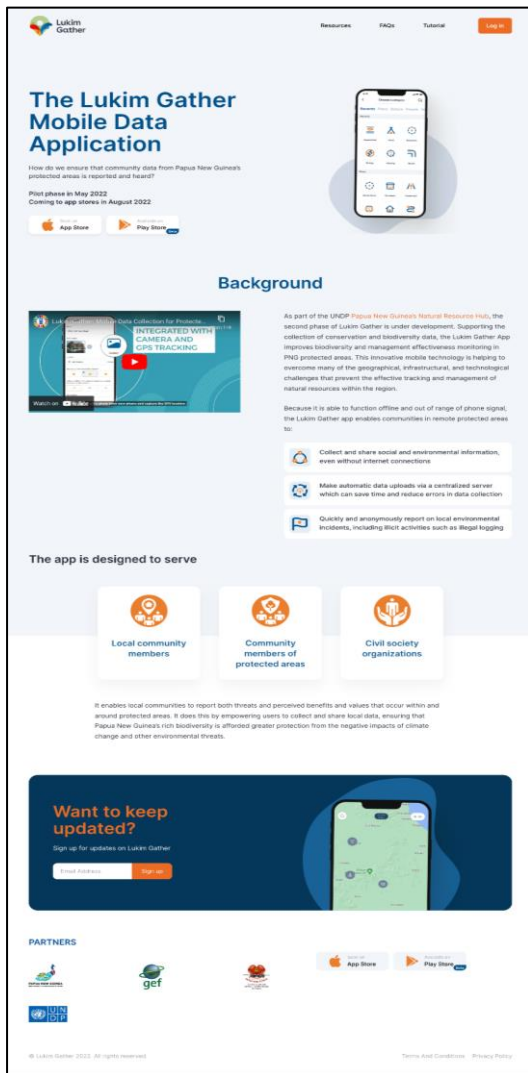 Lukim
Gather
Resources
FAQs
Tutorial
Log in
The Lukim Gather
Mobile Data
Application
How do we ensure that community data from Papua New Guinea's
protected areas is reported and heard?
Pilot phase in May 2022
Coming to app stores in August 2022
App Store
Play Store
Background
INTEGRATED WITH
CAMERA AND
GPS TRACKING
Watch on
As part of the UNDP Papua New Guinea's Natural Resource Hub, the
second phase of Lukim Gather is under development. Supporting the
collection of conservation and biodiversity data, the Lukim Gather App
improves biodiversity and management effectiveness monitoring in
PNG protected areas. This innovative mobile technology is helping to
overcome many of the geographical, infrastructural, and technological
challenges that prevent the effective tracking and management of
natural resources within the region.
Because it is able to function offline and out of range of phone signal,
the Lukim Gather app enables communities in remote protected areas
to:
Collect and share social and environmental information,
even without internet connections
Make automatic data uploads via a centralized server
which can save time and reduce errors in data collection
Quickly and anonymously report on local environmental
incidents, including illicit activities such as illegal logging
The app is designed to serve
Local community
members
Community
members of
protected areas
Civil society
organizations
It enables local communities to report both threats and perceived benefits and values that occur within and
around protected areas. It does this by empowering users to collect and share local data, ensuring that
Papua New Guinea's rich biodiversity is afforded greater protection from the negative impacts of climate
change and other environmental threats.
Want to keep
updated?
Sign up for updates on Lukim Gather
Email Address
Sign up
PARTNERS
gef
App Store
Play Store
UN
DP
© Lukim Gather 2022. All rights reserved
Terms And Conditions
Privacy Policy